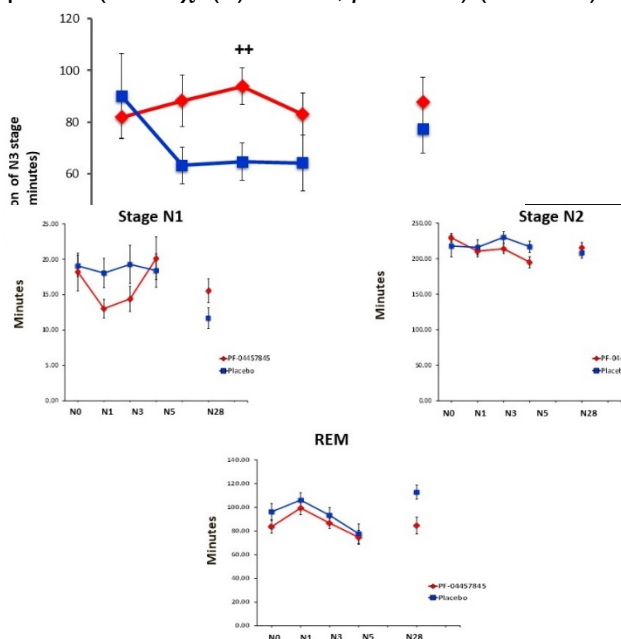 120
100
80
60
++
on of N3 stage
minutes)
Stage N1
25.00
20.00
15.00
10.00
5.00
0.00
Minutes
N0 N1 N3 N5 N28
PF-04457845
Placebo
Stage N2
250.00
200.00
150.00
100.00
50.00
0.00
Minutes
N0 N1 N3 N5 N28
Placebo
REM
140.00
120.00
100.00
80.00
60.00
40.00
20.00
0.00
Minutes
N0 N1 N3 N5 N28
PF-04457845
Placebo